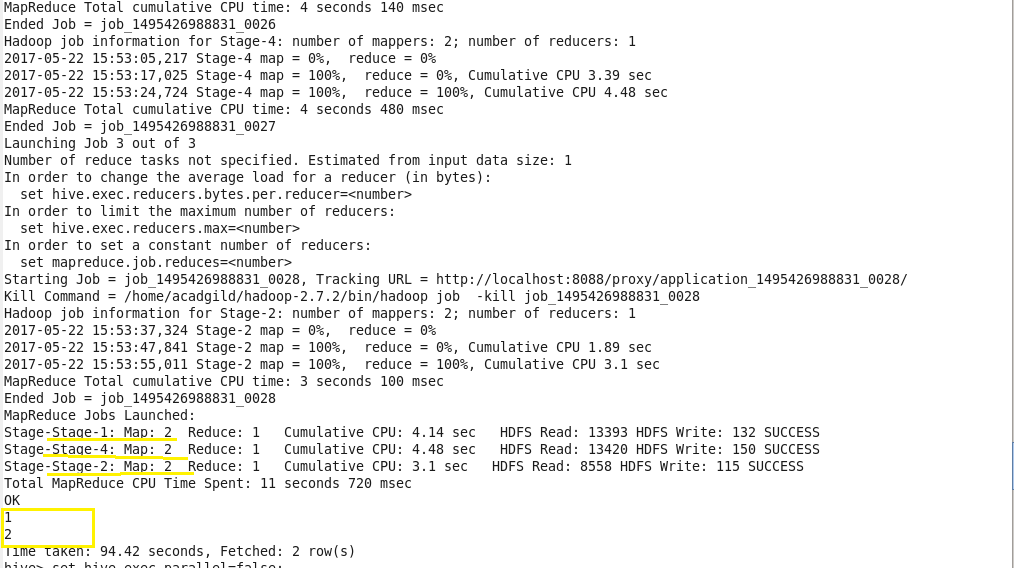 MapReduce Total cumulative CPU time: 4 seconds 140 msec
Ended Job = job_1495426988831_0026
Hadoop job information for Stage-4: number of mappers: 2; number of reducers: 1
2017-05-22 15:53:05,217 Stage-4 map = 0%,  reduce = 0%
2017-05-22 15:53:17,025 Stage-4 map = 100%,  reduce = 0%, Cumulative CPU 3.39 sec
2017-05-22 15:53:24,724 Stage-4 map = 100%,  reduce = 100%, Cumulative CPU 4.48 sec
MapReduce Total cumulative CPU time: 4 seconds 480 msec
Ended Job = job_1495426988831_0027
Launching Job 3 out of 3
Number of reduce tasks not specified. Estimated from input data size: 1
In order to change the average load for a reducer (in bytes):
  set hive.exec.reducers.bytes.per.reducer=<number>
In order to limit the maximum number of reducers:
  set hive.exec.reducers.max=<number>
In order to set a constant number of reducers:
  set mapreduce.job.reduces=<number>
Starting Job = job_1495426988831_0028, Tracking URL = http://localhost:8088/proxy/application_1495426988831_0028/
Kill Command = /home/acadgild/hadoop-2.7.2/bin/hadoop job  -kill job_1495426988831_0028
Hadoop job information for Stage-2: number of mappers: 2; number of reducers: 1
2017-05-22 15:53:37,324 Stage-2 map = 0%,  reduce = 0%
2017-05-22 15:53:47,841 Stage-2 map = 100%,  reduce = 0%, Cumulative CPU 1.89 sec
2017-05-22 15:53:55,011 Stage-2 map = 100%,  reduce = 100%, Cumulative CPU 3.1 sec
MapReduce Total cumulative CPU time: 3 seconds 100 msec
Ended Job = job_1495426988831_0028
MapReduce Jobs Launched:
Stage-Stage-1: Map: 2  Reduce: 1   Cumulative CPU: 4.14 sec   HDFS Read: 13393 HDFS Write: 132 SUCCESS
Stage-Stage-4: Map: 2  Reduce: 1   Cumulative CPU: 4.48 sec   HDFS Read: 13420 HDFS Write: 150 SUCCESS
Stage-Stage-2: Map: 2  Reduce: 1   Cumulative CPU: 3.1 sec   HDFS Read: 8558 HDFS Write: 115 SUCCESS
Total MapReduce CPU Time Spent: 11 seconds 720 msec
OK
1
2
Time taken: 94.42 seconds, Fetched: 2 row(s)
hive> set hive.exec.parallel=false;